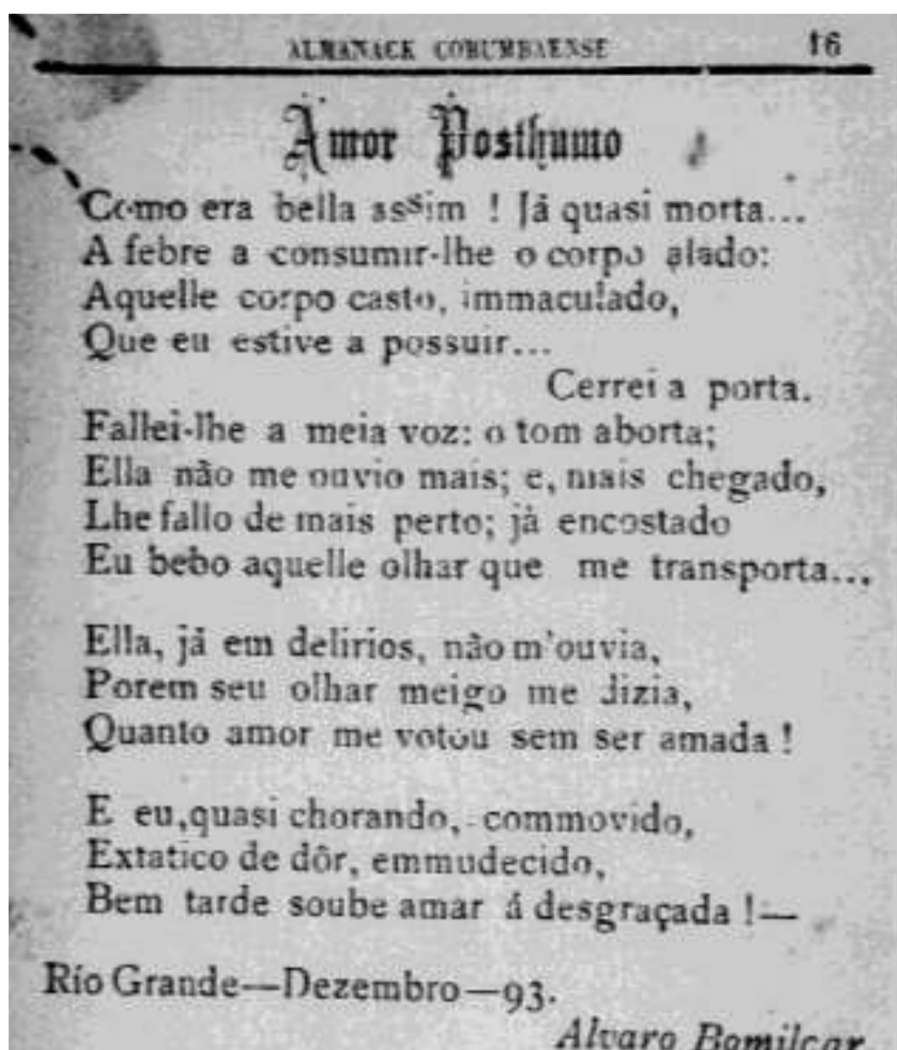 ALMANACK CORUMBAENSE 16
Amor Posthumo
Como era bella assim ! Já quasi morta...
A febre a consumir-lhe o corpo alado:
Aquelle corpo casto, immaculado,
Que eu estive a possuir...
Cerrei a porta.
Fallei-lhe a meia voz: o tom aborta;
Ella não me ouvio mais; e, mais chegado,
Lhe fallo de mais perto; já encostado
Eu bebo aquelle olhar que me transporta...
Ella, já em delirios, não m'ouvia,
Porem seu olhar meigo me dizia,
Quanto amor me votou sem ser amada !
E eu,quasi chorando, commovido,
Extatico de dôr, emmudecido,
Bem tarde soube amar á desgraçada !—
Río Grande—Dezembro—93.
Alvaro Bomilcar.